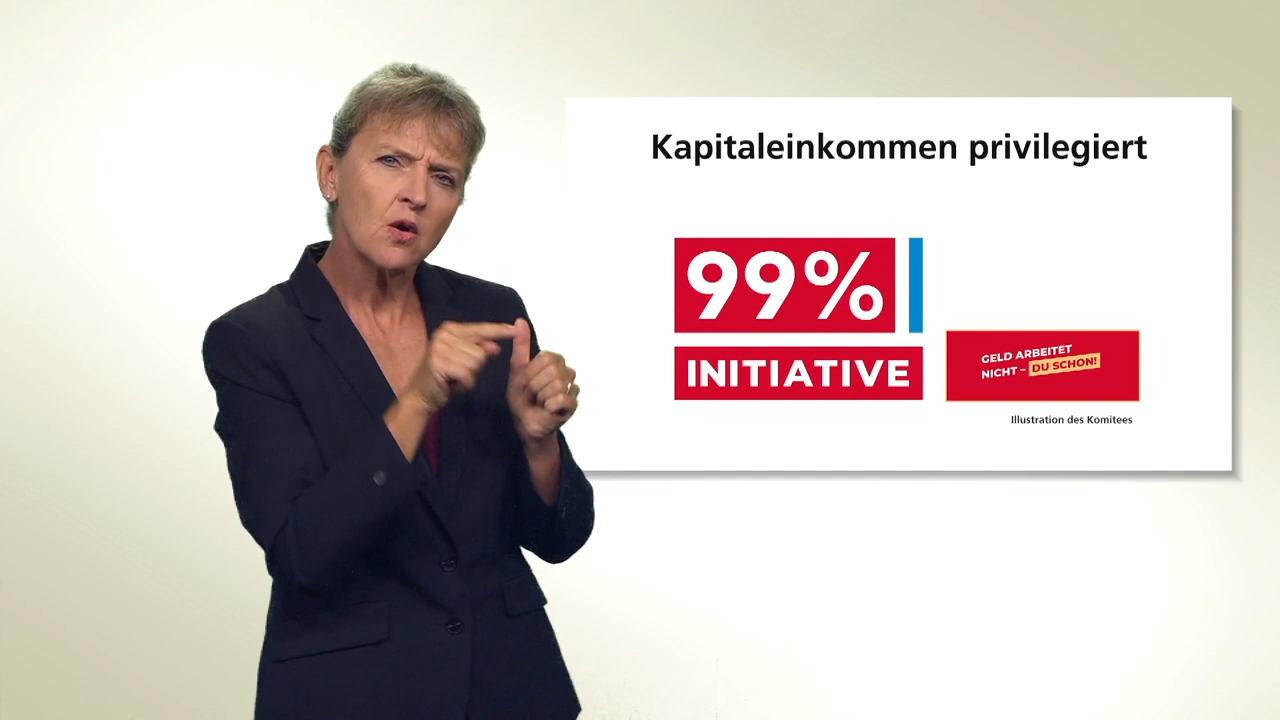 Kapitaleinkommen privilegiert
99%
INITIATIVE
GELD ARBEITET
NICHT – DU SCHON!
Illustration des Komitees